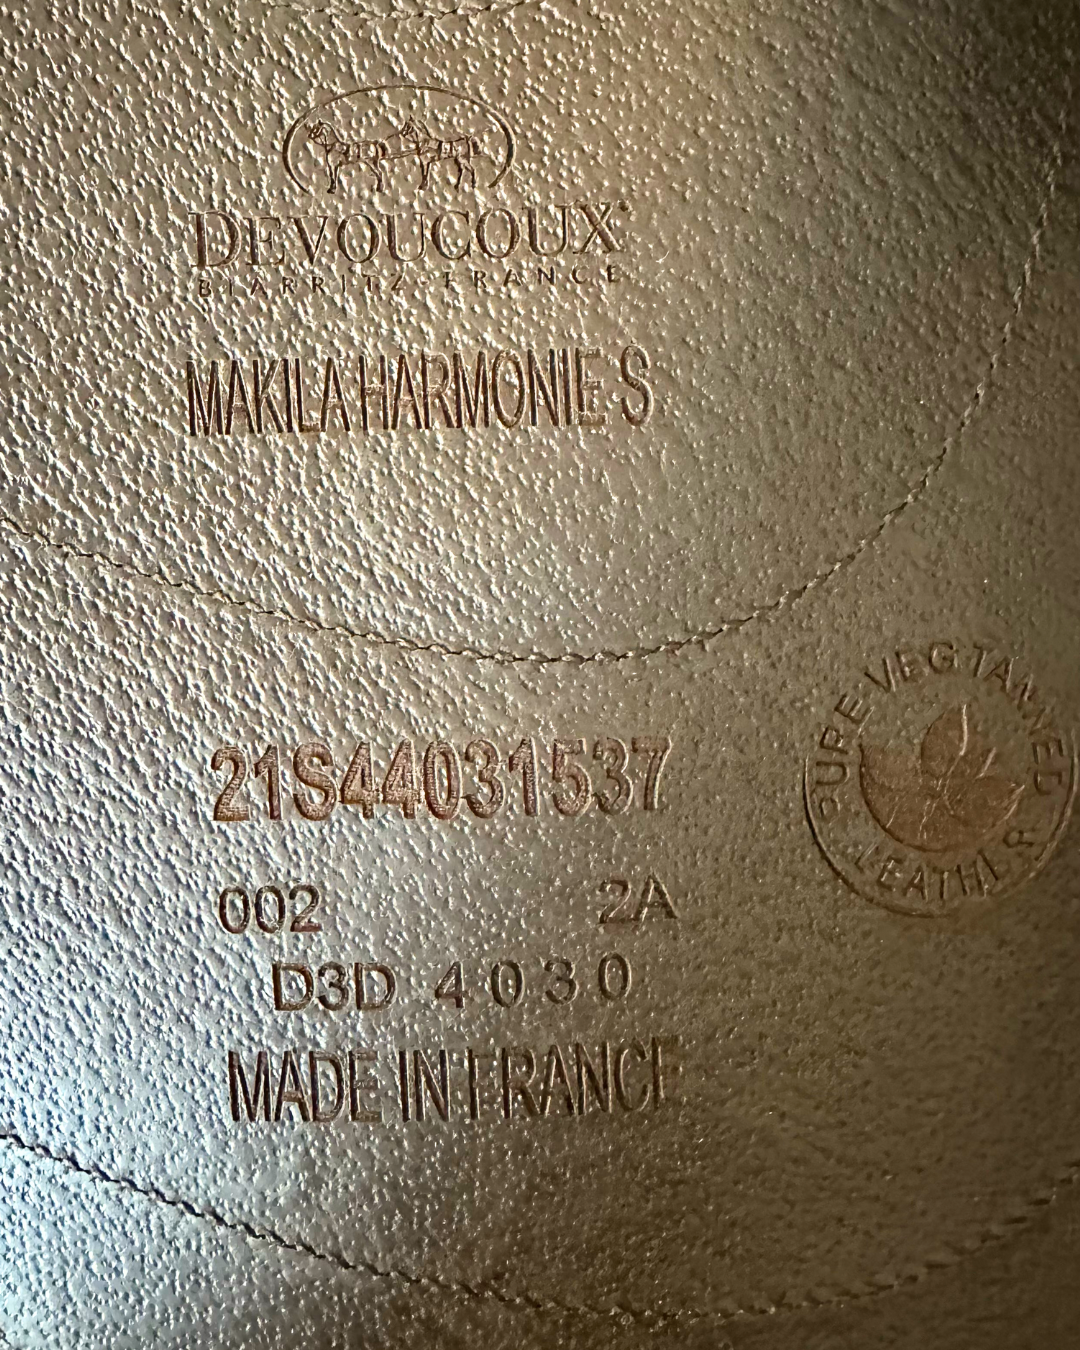 DEVOUCOUX
BIARRITZ FRANCE
MAKILA HARMONIE S
21S44031537
002 2A
D3D 4030
MADE IN FRANCE
PURE VEG TANNED
LEATHER